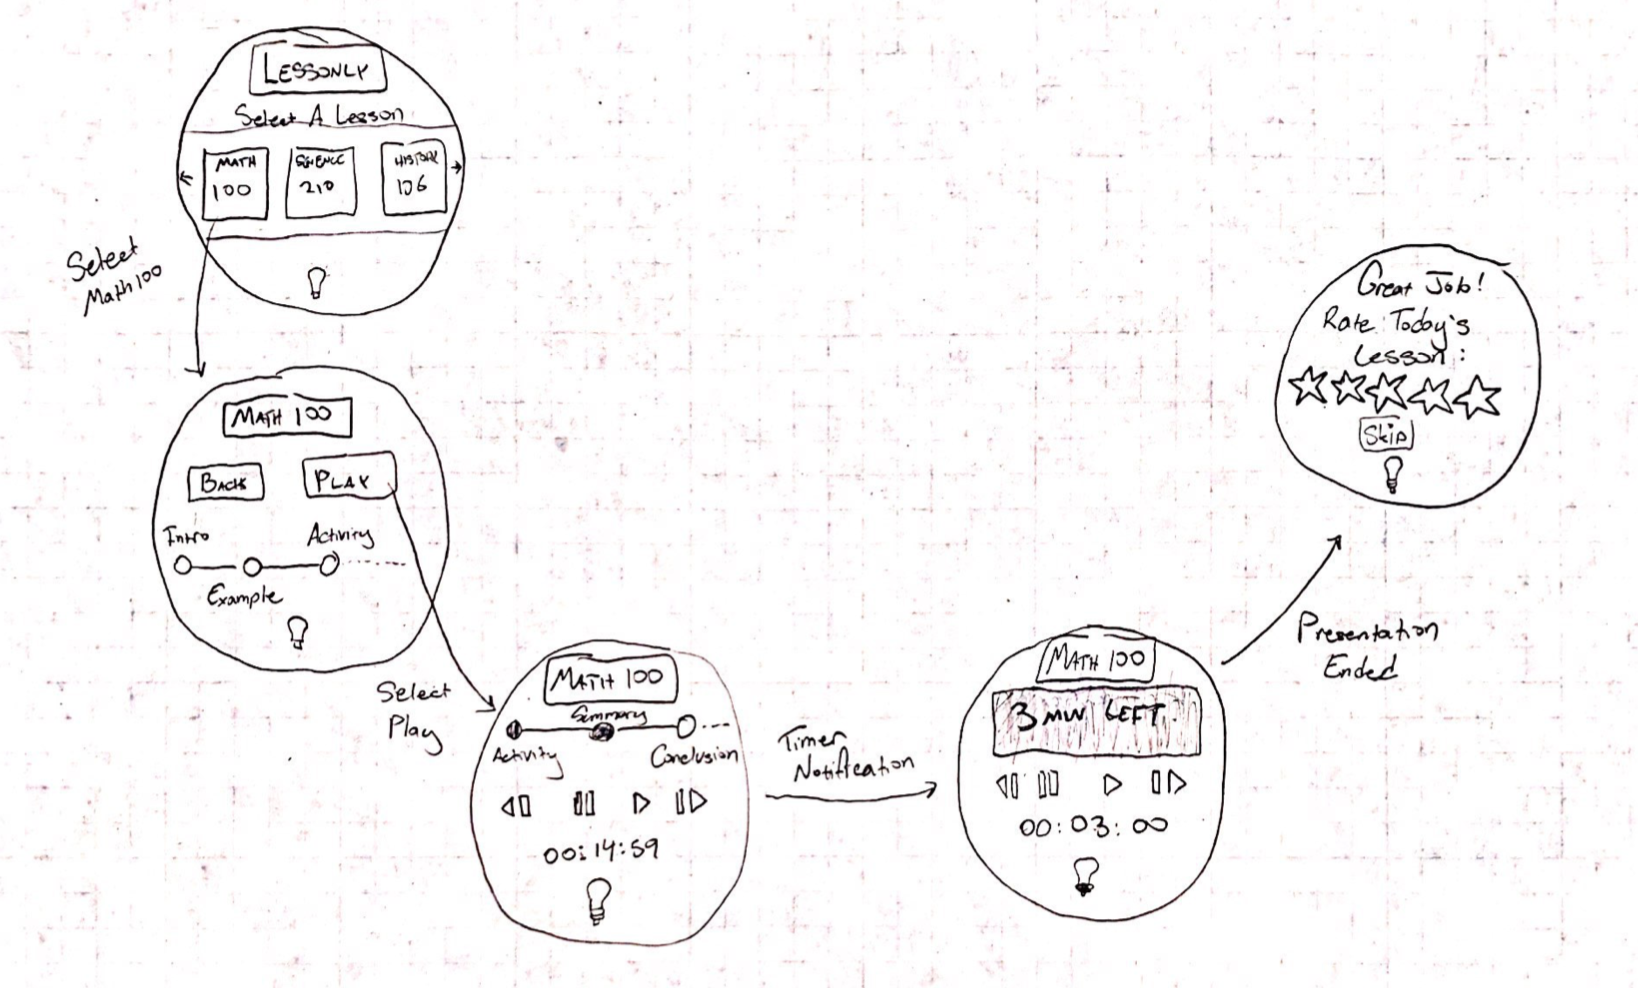 LESSONLY
Select A Lesson
MATH
100
SCIENCE
210
HISTORY
106
Select
Math 100
MATH 100
BACK
PLAY
Intro
Activity
Example
Select
Play
MATH 100
Summary
Activity
Conclusion
00:14:59
Timer
Notification
MATH 100
3 MIN LEFT
00:03:00
Presentation
Ended
Great Job!
Rate Today's
Lesson:
Skip